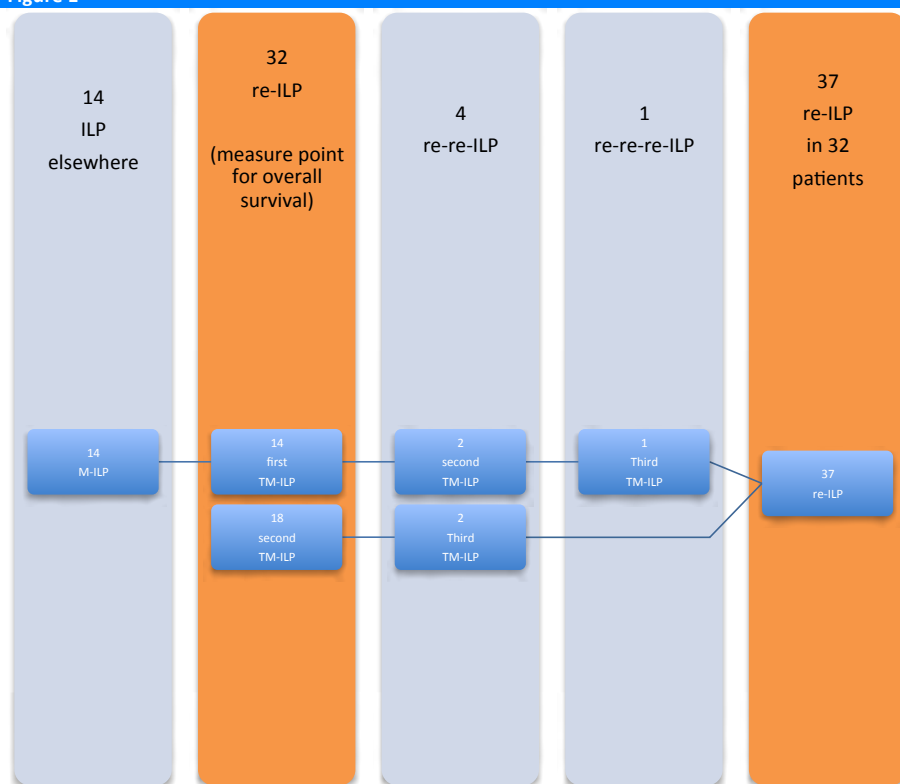 Figure 1
14
ILP
elsewhere
32
re-ILP
(measure point
for overall
survival)
4
re-re-ILP
1
re-re-re-ILP
37
re-ILP
in 32
patients
14
M-ILP
14
first
TM-ILP
2
second
TM-ILP
1
Third
TM-ILP
37
re-ILP
18
second
TM-ILP
2
Third
TM-ILP